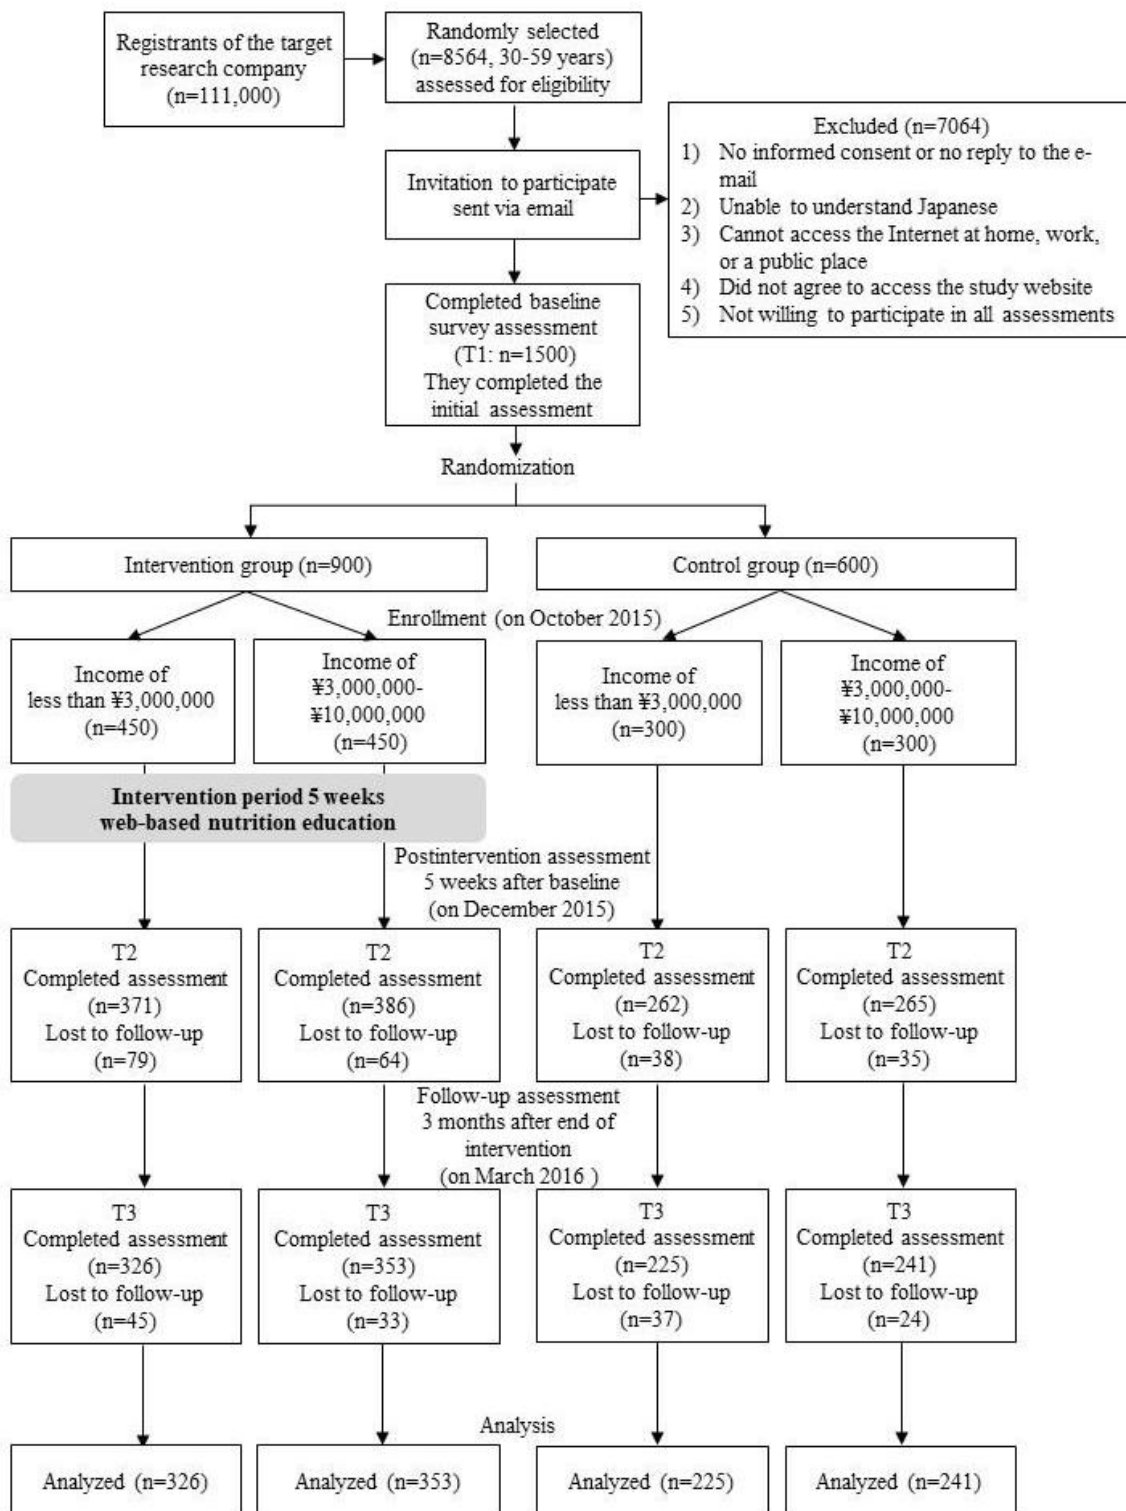 Registrants of the target
research company
(n=111,000)
Randomly selected
(n=8564, 30-59 years)
assessed for eligibility
Invitation to participate
sent via email
Excluded (n=7064)
1) No informed consent or no reply to the e-
mail
2) Unable to understand Japanese
3) Cannot access the Internet at home, work,
or a public place
4) Did not agree to access the study website
5) Not willing to participate in all assessments
Completed baseline
survey assessment
(T1: n=1500)
They completed the
initial assessment
Randomization
Intervention group (n=900)
Control group (n=600)
Enrollment (on October 2015)
Income of
less than ¥3,000,000
(n=450)
Income of
¥3,000,000-
¥10,000,000
(n=450)
Income of
less than ¥3,000,000
(n=300)
Income of
¥3,000,000-
¥10,000,000
(n=300)
Intervention period 5 weeks
web-based nutrition education
Postintervention assessment
5 weeks after baseline
(on December 2015)
T2
Completed assessment
(n=371)
Lost to follow-up
(n=79)
T2
Completed assessment
(n=386)
Lost to follow-up
(n=64)
T2
Completed assessment
(n=262)
Lost to follow-up
(n=38)
T2
Completed assessment
(n=265)
Lost to follow-up
(n=35)
Follow-up assessment
3 months after end of
intervention
(on March 2016 )
T3
Completed assessment
(n=326)
Lost to follow-up
(n=45)
T3
Completed assessment
(n=353)
Lost to follow-up
(n=33)
T3
Completed assessment
(n=225)
Lost to follow-up
(n=37)
T3
Completed assessment
(n=241)
Lost to follow-up
(n=24)
Analysis
Analyzed (n=326)
Analyzed (n=353)
Analyzed (n=225)
Analyzed (n=241)